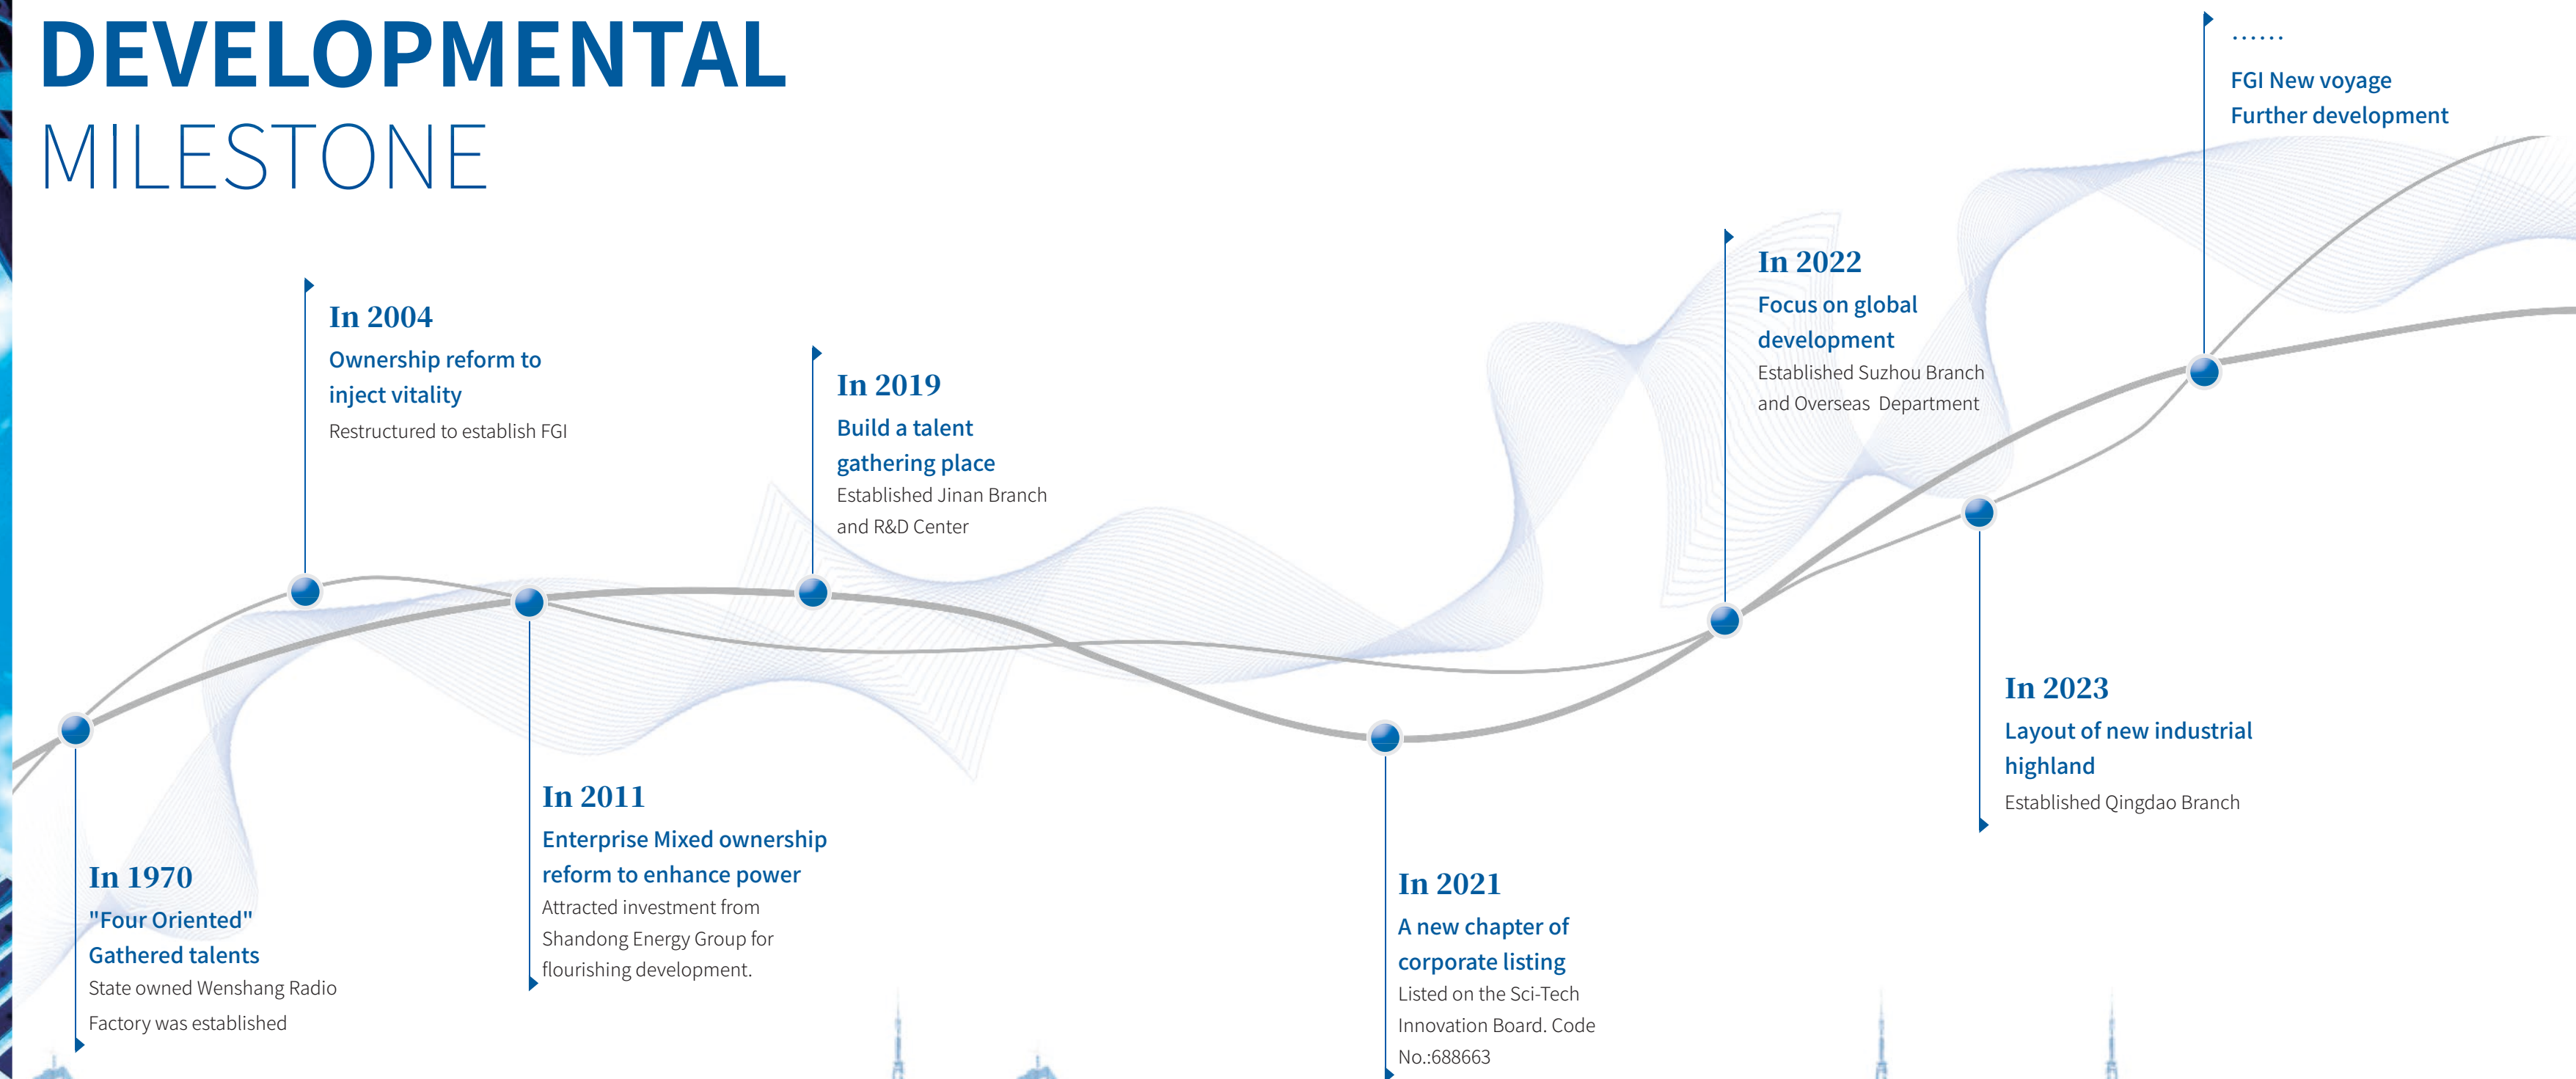 DEVELOPMENTAL
MILESTONE
In 1970
"Four Oriented"
Gathered talents
State owned Wenshang Radio
Factory was established
In 2004
Ownership reform to
inject vitality
Restructured to establish FGI
In 2011
Enterprise Mixed ownership
reform to enhance power
Attracted investment from
Shandong Energy Group for
flourishing development.
In 2019
Build a talent
gathering place
Established Jinan Branch
and R&D Center
In 2021
A new chapter of
corporate listing
Listed on the Sci-Tech
Innovation Board. Code
No.:688663
In 2022
Focus on global
development
Established Suzhou Branch
and Overseas  Department
In 2023
Layout of new industrial
highland
Established Qingdao Branch
......
FGI New voyage
Further development